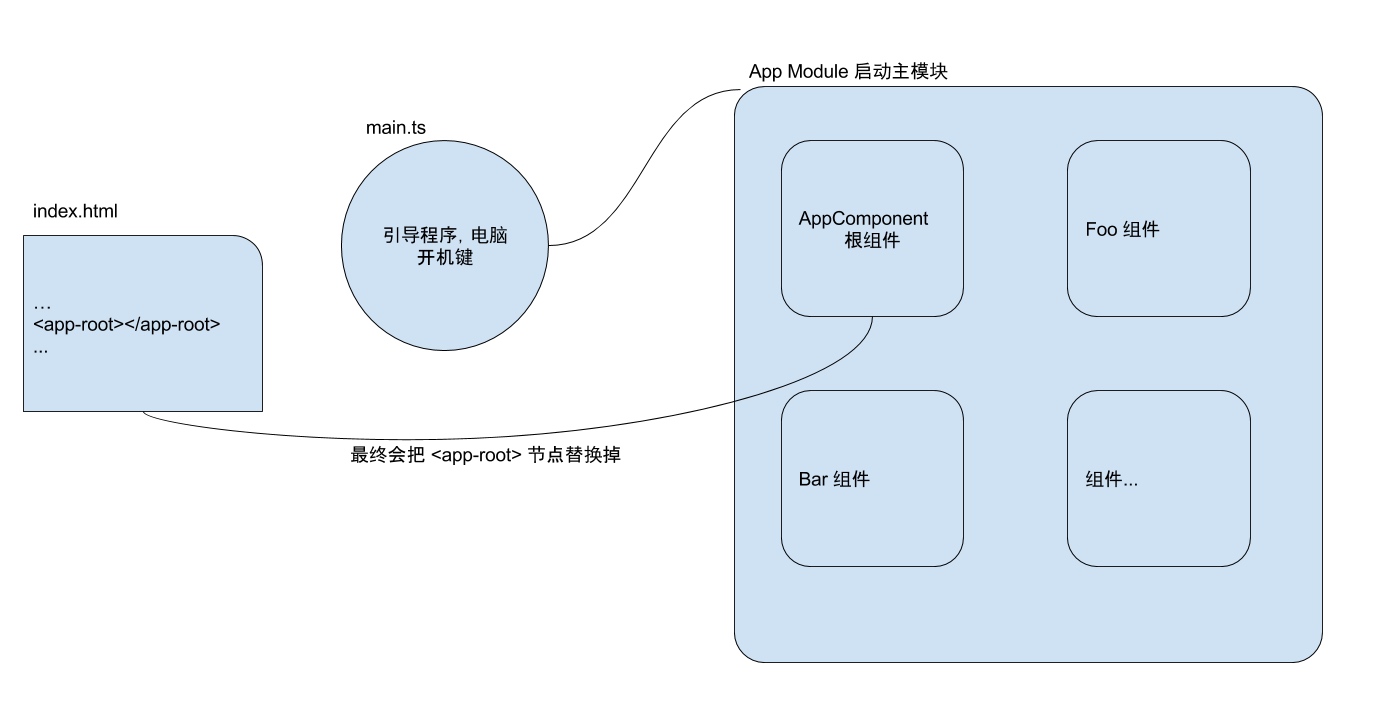 App Module 启动主模块
main.ts
引导程序，电脑
开机键
index.html
…
<app-root></app-root>
...
AppComponent
根组件
Foo 组件
最终会把 <app-root> 节点替换掉
Bar 组件
组件...